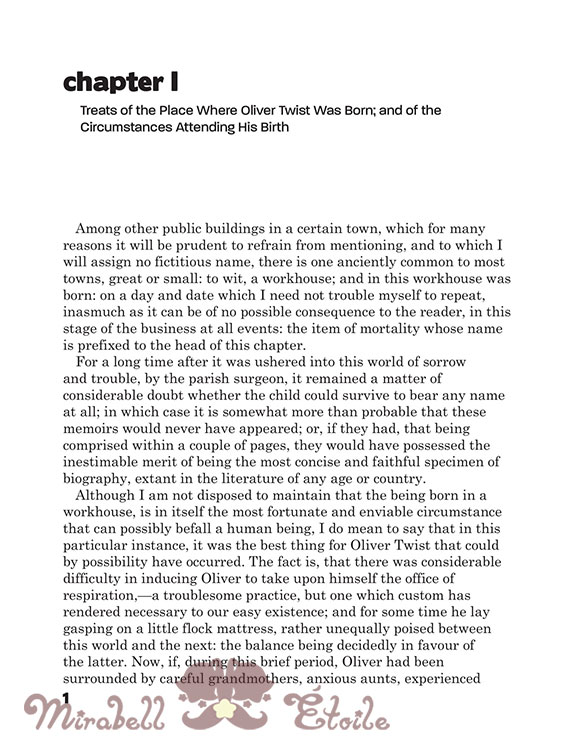 chapter I
Treats of the Place Where Oliver Twist Was Born; and of the
Circumstances Attending His Birth
Among other public buildings in a certain town, which for many
reasons it will be prudent to refrain from mentioning, and to which I
will assign no fictitious name, there is one anciently common to most
towns, great or small: to wit, a workhouse; and in this workhouse was
born: on a day and date which I need not trouble myself to repeat,
inasmuch as it can be of no possible consequence to the reader, in this
stage of the business at all events: the item of mortality whose name
is prefixed to the head of this chapter.
For a long time after it was ushered into this world of sorrow
and trouble, by the parish surgeon, it remained a matter of
considerable doubt whether the child could survive to bear any name
at all; in which case it is somewhat more than probable that these
memoirs would never have appeared; or, if they had, that being
comprised within a couple of pages, they would have possessed the
inestimable merit of being the most concise and faithful specimen of
biography, extant in the literature of any age or country.
Although I am not disposed to maintain that the being born in a
workhouse, is in itself the most fortunate and enviable circumstance
that can possibly befall a human being, I do mean to say that in this
particular instance, it was the best thing for Oliver Twist that could
by possibility have occurred. The fact is, that there was considerable
difficulty in inducing Oliver to take upon himself the office of
respiration,—a troublesome practice, but one which custom has
rendered necessary to our easy existence; and for some time he lay
gasping on a little flock mattress, rather unequally poised between
this world and the next: the balance being decidedly in favour of
the latter. Now, if, during this brief period, Oliver had been
surrounded by careful grandmothers, anxious aunts, experienced
1
Mirabell Étoile